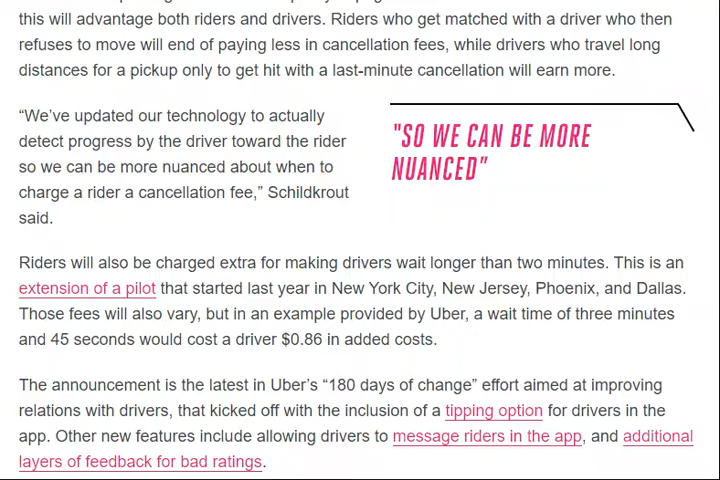 this will advantage both riders and drivers. Riders who get matched with a driver who then
refuses to move will end of paying less in cancellation fees, while drivers who travel long
distances for a pickup only to get hit with a last-minute cancellation will earn more.
“We’ve updated our technology to actually
detect progress by the driver toward the rider
so we can be more nuanced about when to
charge a rider a cancellation fee,” Schildkrout
said.
"SO WE CAN BE MORE
NUANCED"
Riders will also be charged extra for making drivers wait longer than two minutes. This is an
extension of a pilot that started last year in New York City, New Jersey, Phoenix, and Dallas.
Those fees will also vary, but in an example provided by Uber, a wait time of three minutes
and 45 seconds would cost a driver $0.86 in added costs.
The announcement is the latest in Uber’s “180 days of change” effort aimed at improving
relations with drivers, that kicked off with the inclusion of a tipping option for drivers in the
app. Other new features include allowing drivers to message riders in the app, and additional
layers of feedback for bad ratings.